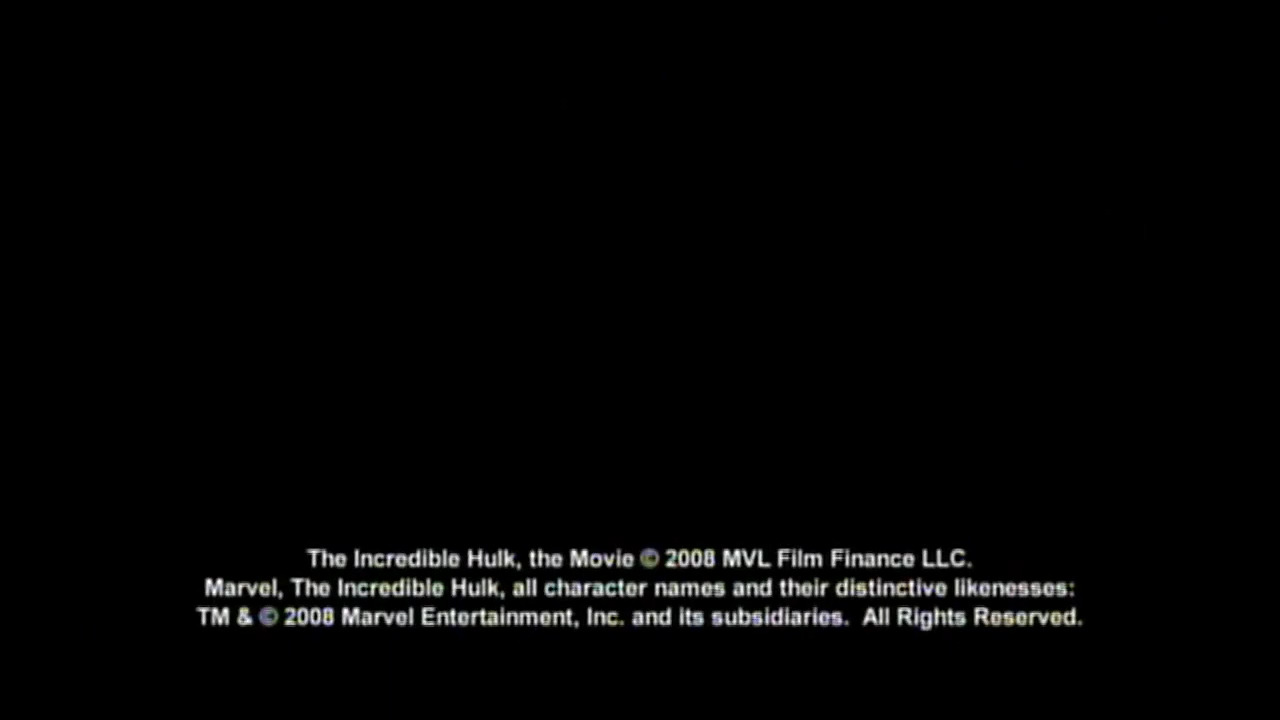 The Incredible Hulk, the Movie © 2008 MVL Film Finance LLC.
Marvel, The Incredible Hulk, all character names and their distinctive likenesses:
TM & © 2008 Marvel Entertainment, Inc. and its subsidiaries.  All Rights Reserved.